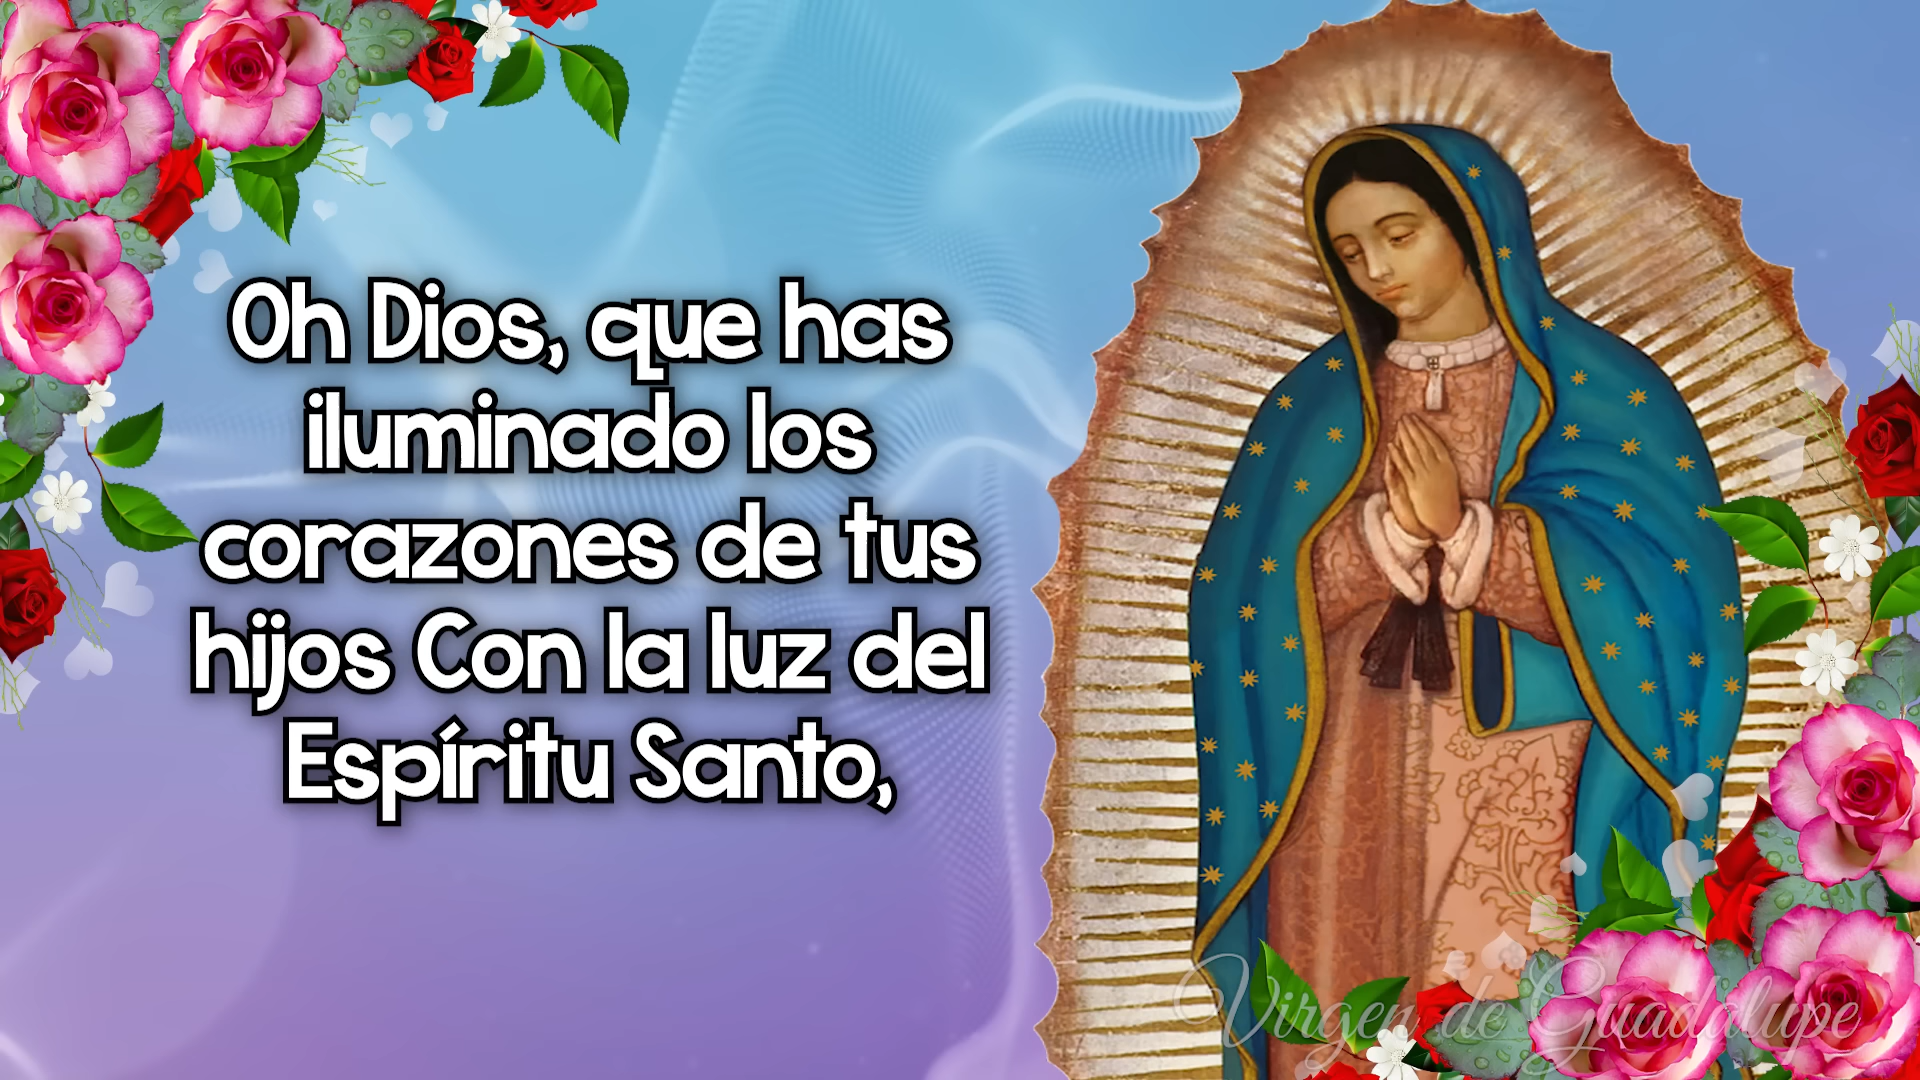 Oh Dios, que has
iluminado los
corazones de tus
hijos Con la luz del
Espíritu Santo,
Virgen de Guadalupe